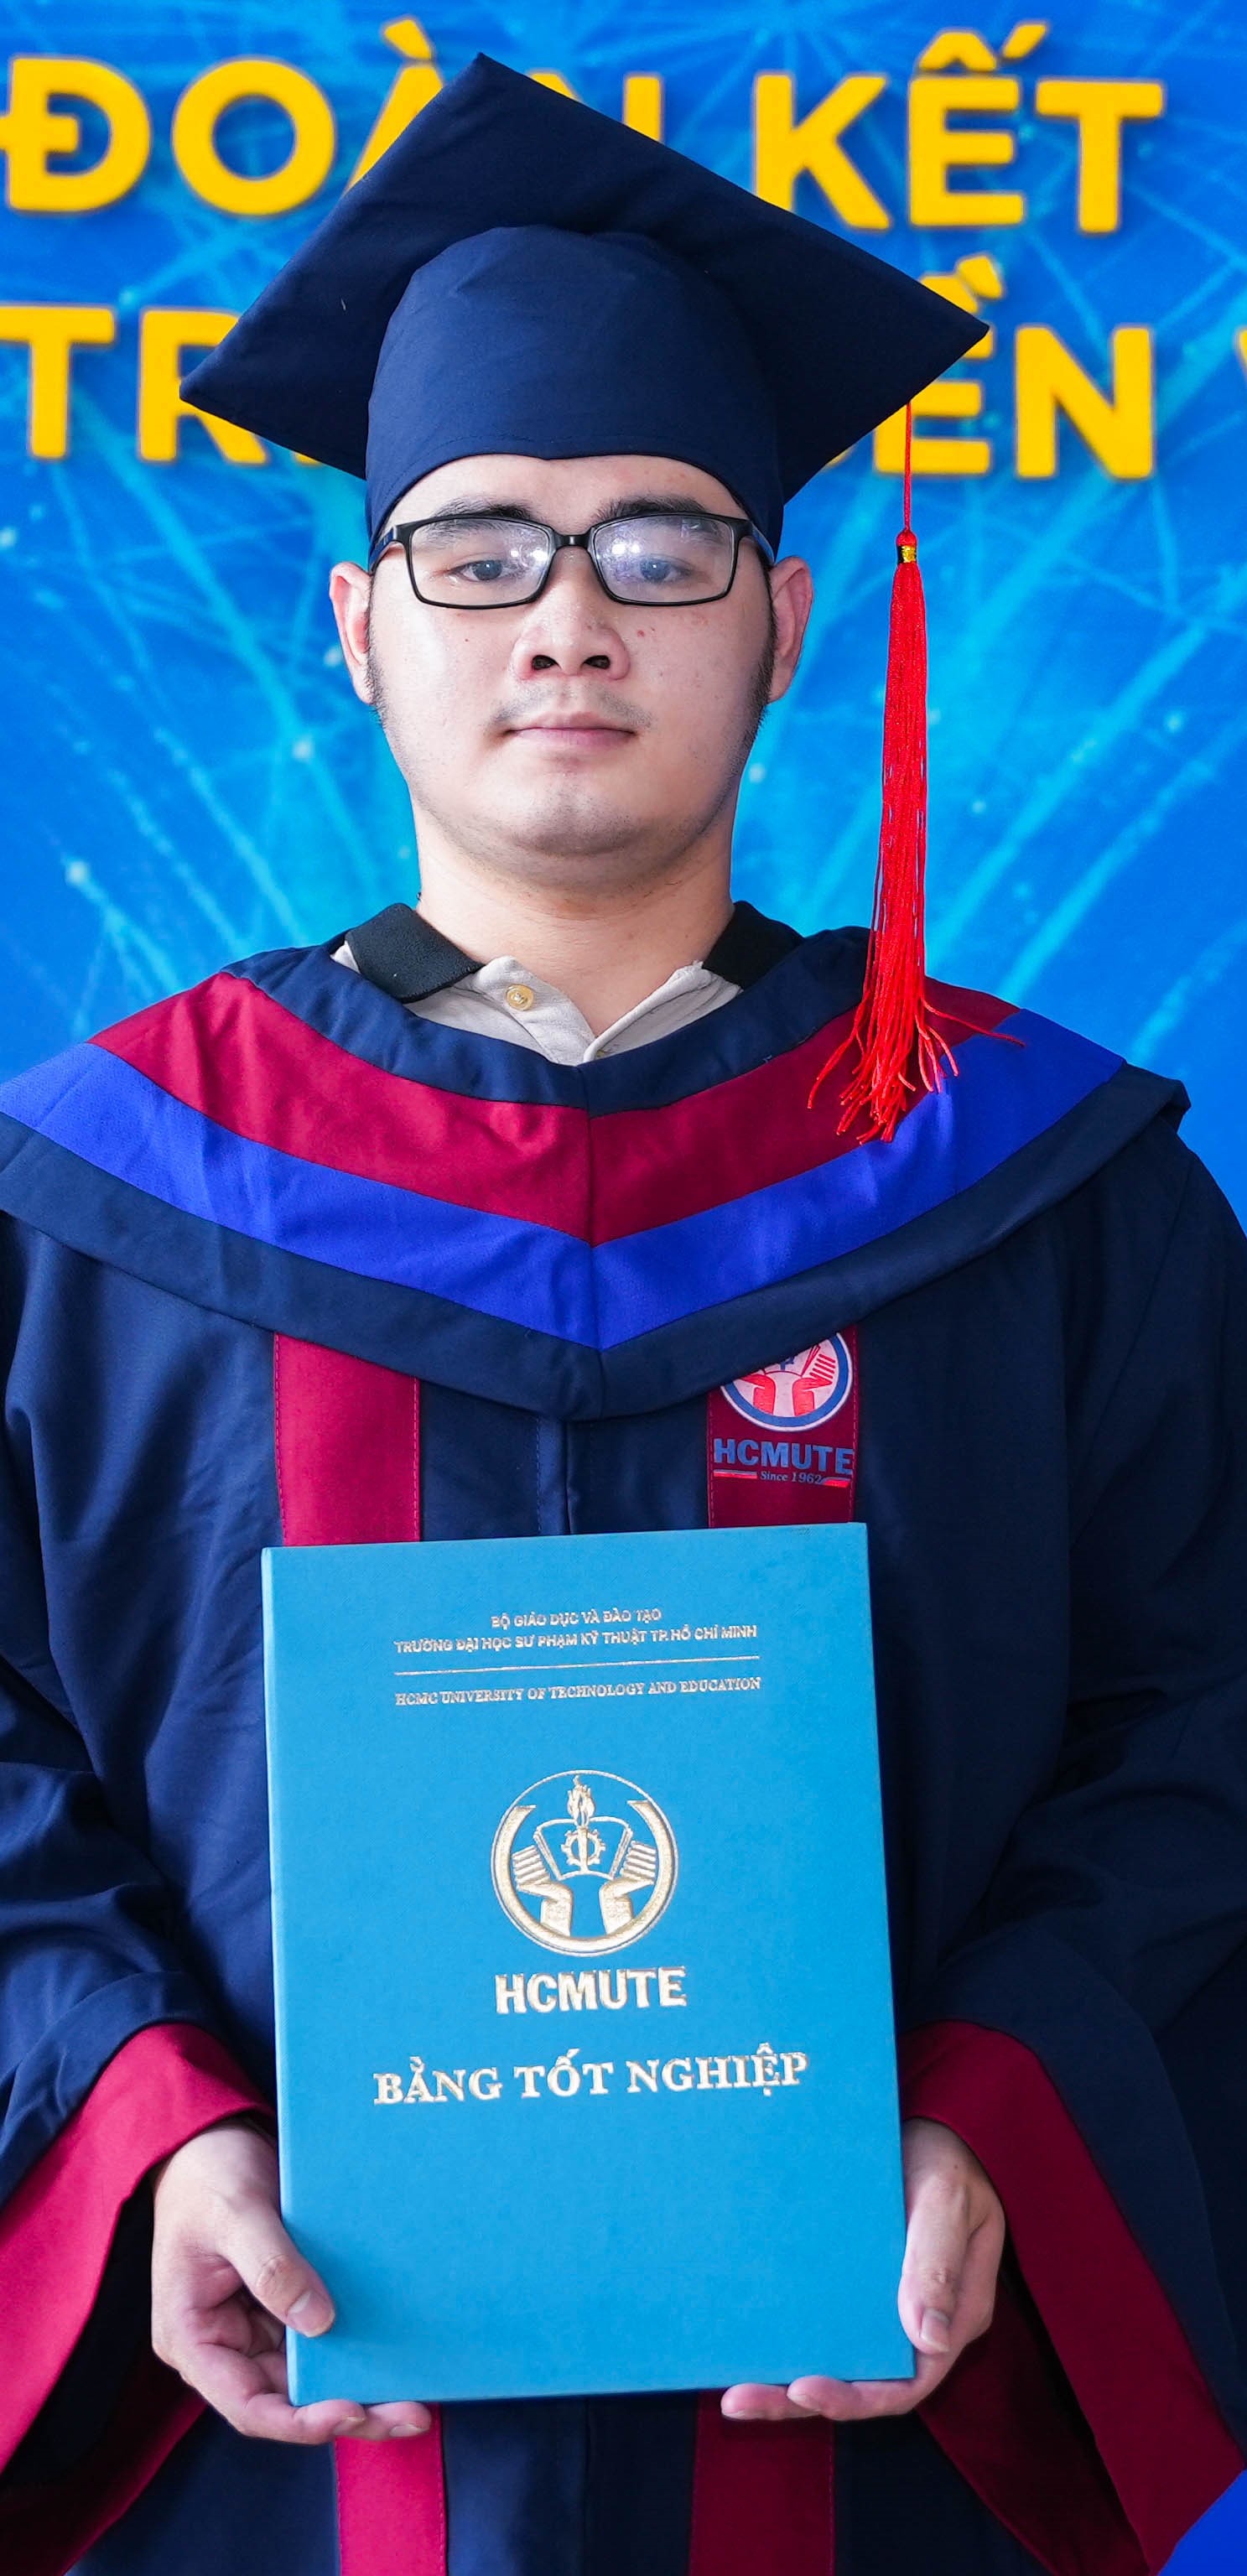 ĐOÀN KẾT
HCMUTE
Since 1962
BỘ GIÁO DỤC VÀ ĐÀO TẠO
TRƯỜNG ĐẠI HỌC SƯ PHẠM KỸ THUẬT TP. HỒ CHÍ MINH
HCMC UNIVERSITY OF TECHNOLOGY AND EDUCATION
HCMUTE
BẰNG TỐT NGHIỆP